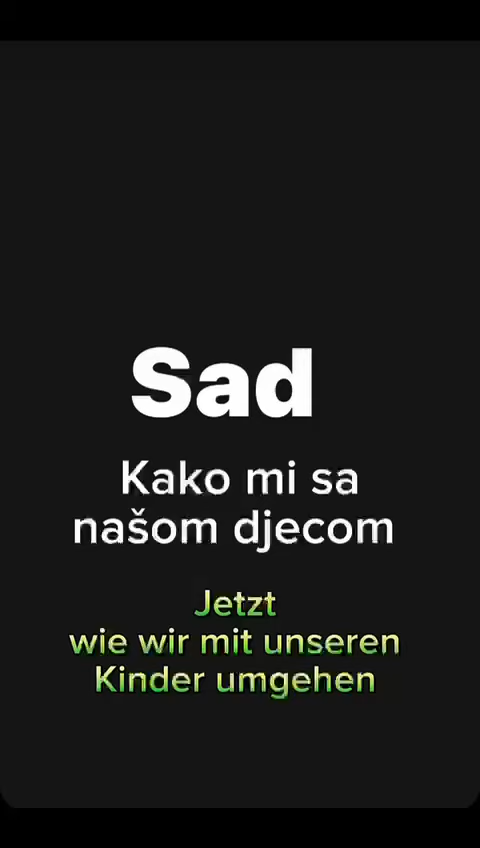 Sad
Kako mi sa
našom djecom
Jetzt
wie wir mit unseren
Kinder umgehen